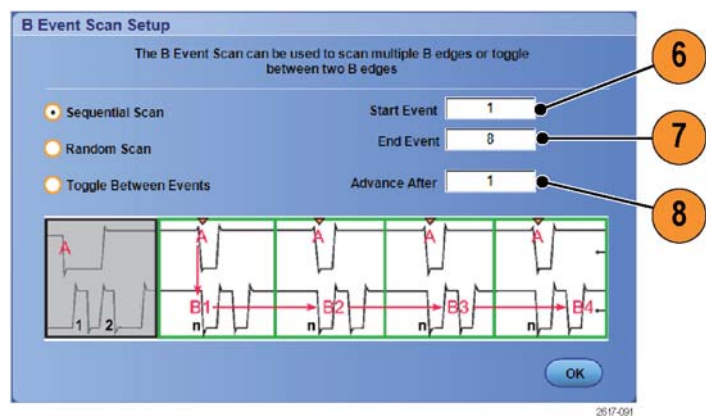 B Event Scan Setup
The B Event Scan can be used to scan multiple B edges or toggle
between two B edges
Sequential Scan
Start Event 1
6
Random Scan
End Event 8
7
Toggle Between Events
Advance After 1
8
A A A A A
B1 B2 B3 B4
1 2 n n n n
OK
2617-091